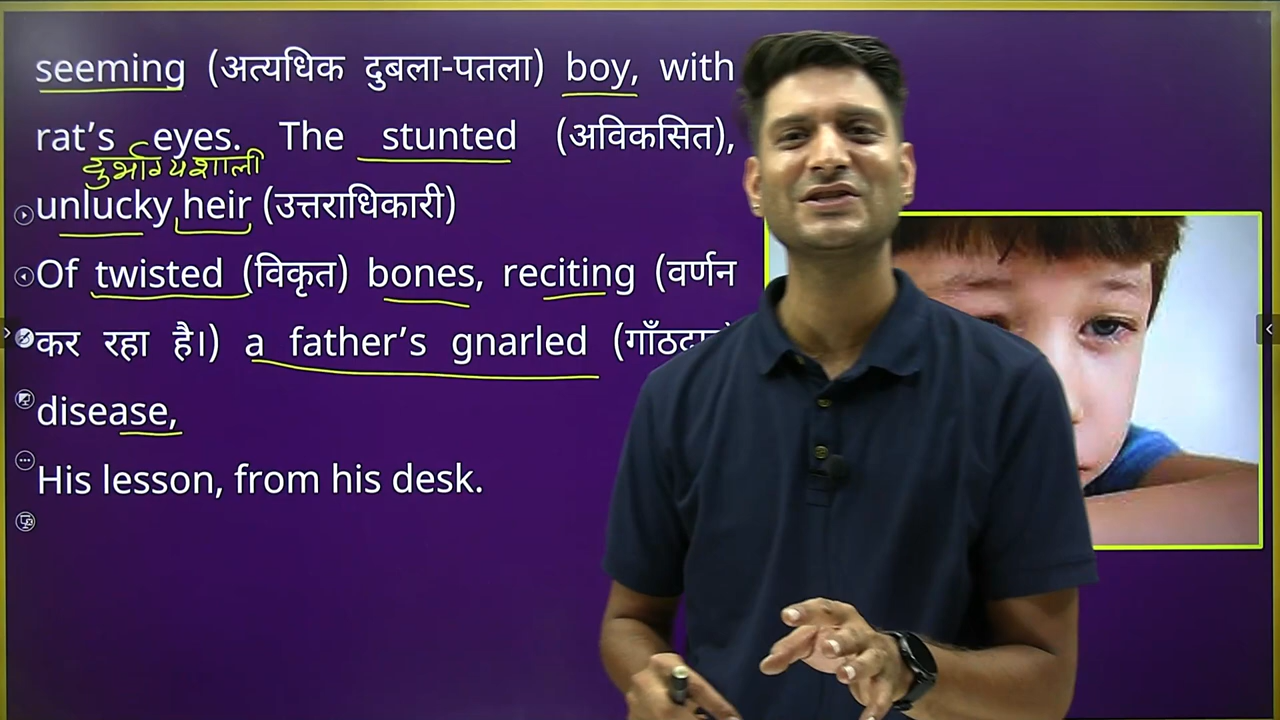 seeming (अत्यधिक दुबला-पतला) boy, with
rat’s eyes. The stunted (अविकसित),
दुर्भाग्यशाली
unlucky heir (उत्तराधिकारी)
Of twisted (विकृत) bones, reciting (वर्णन
कर रहा है।) a father’s gnarled
disease,
His lesson, from his desk.